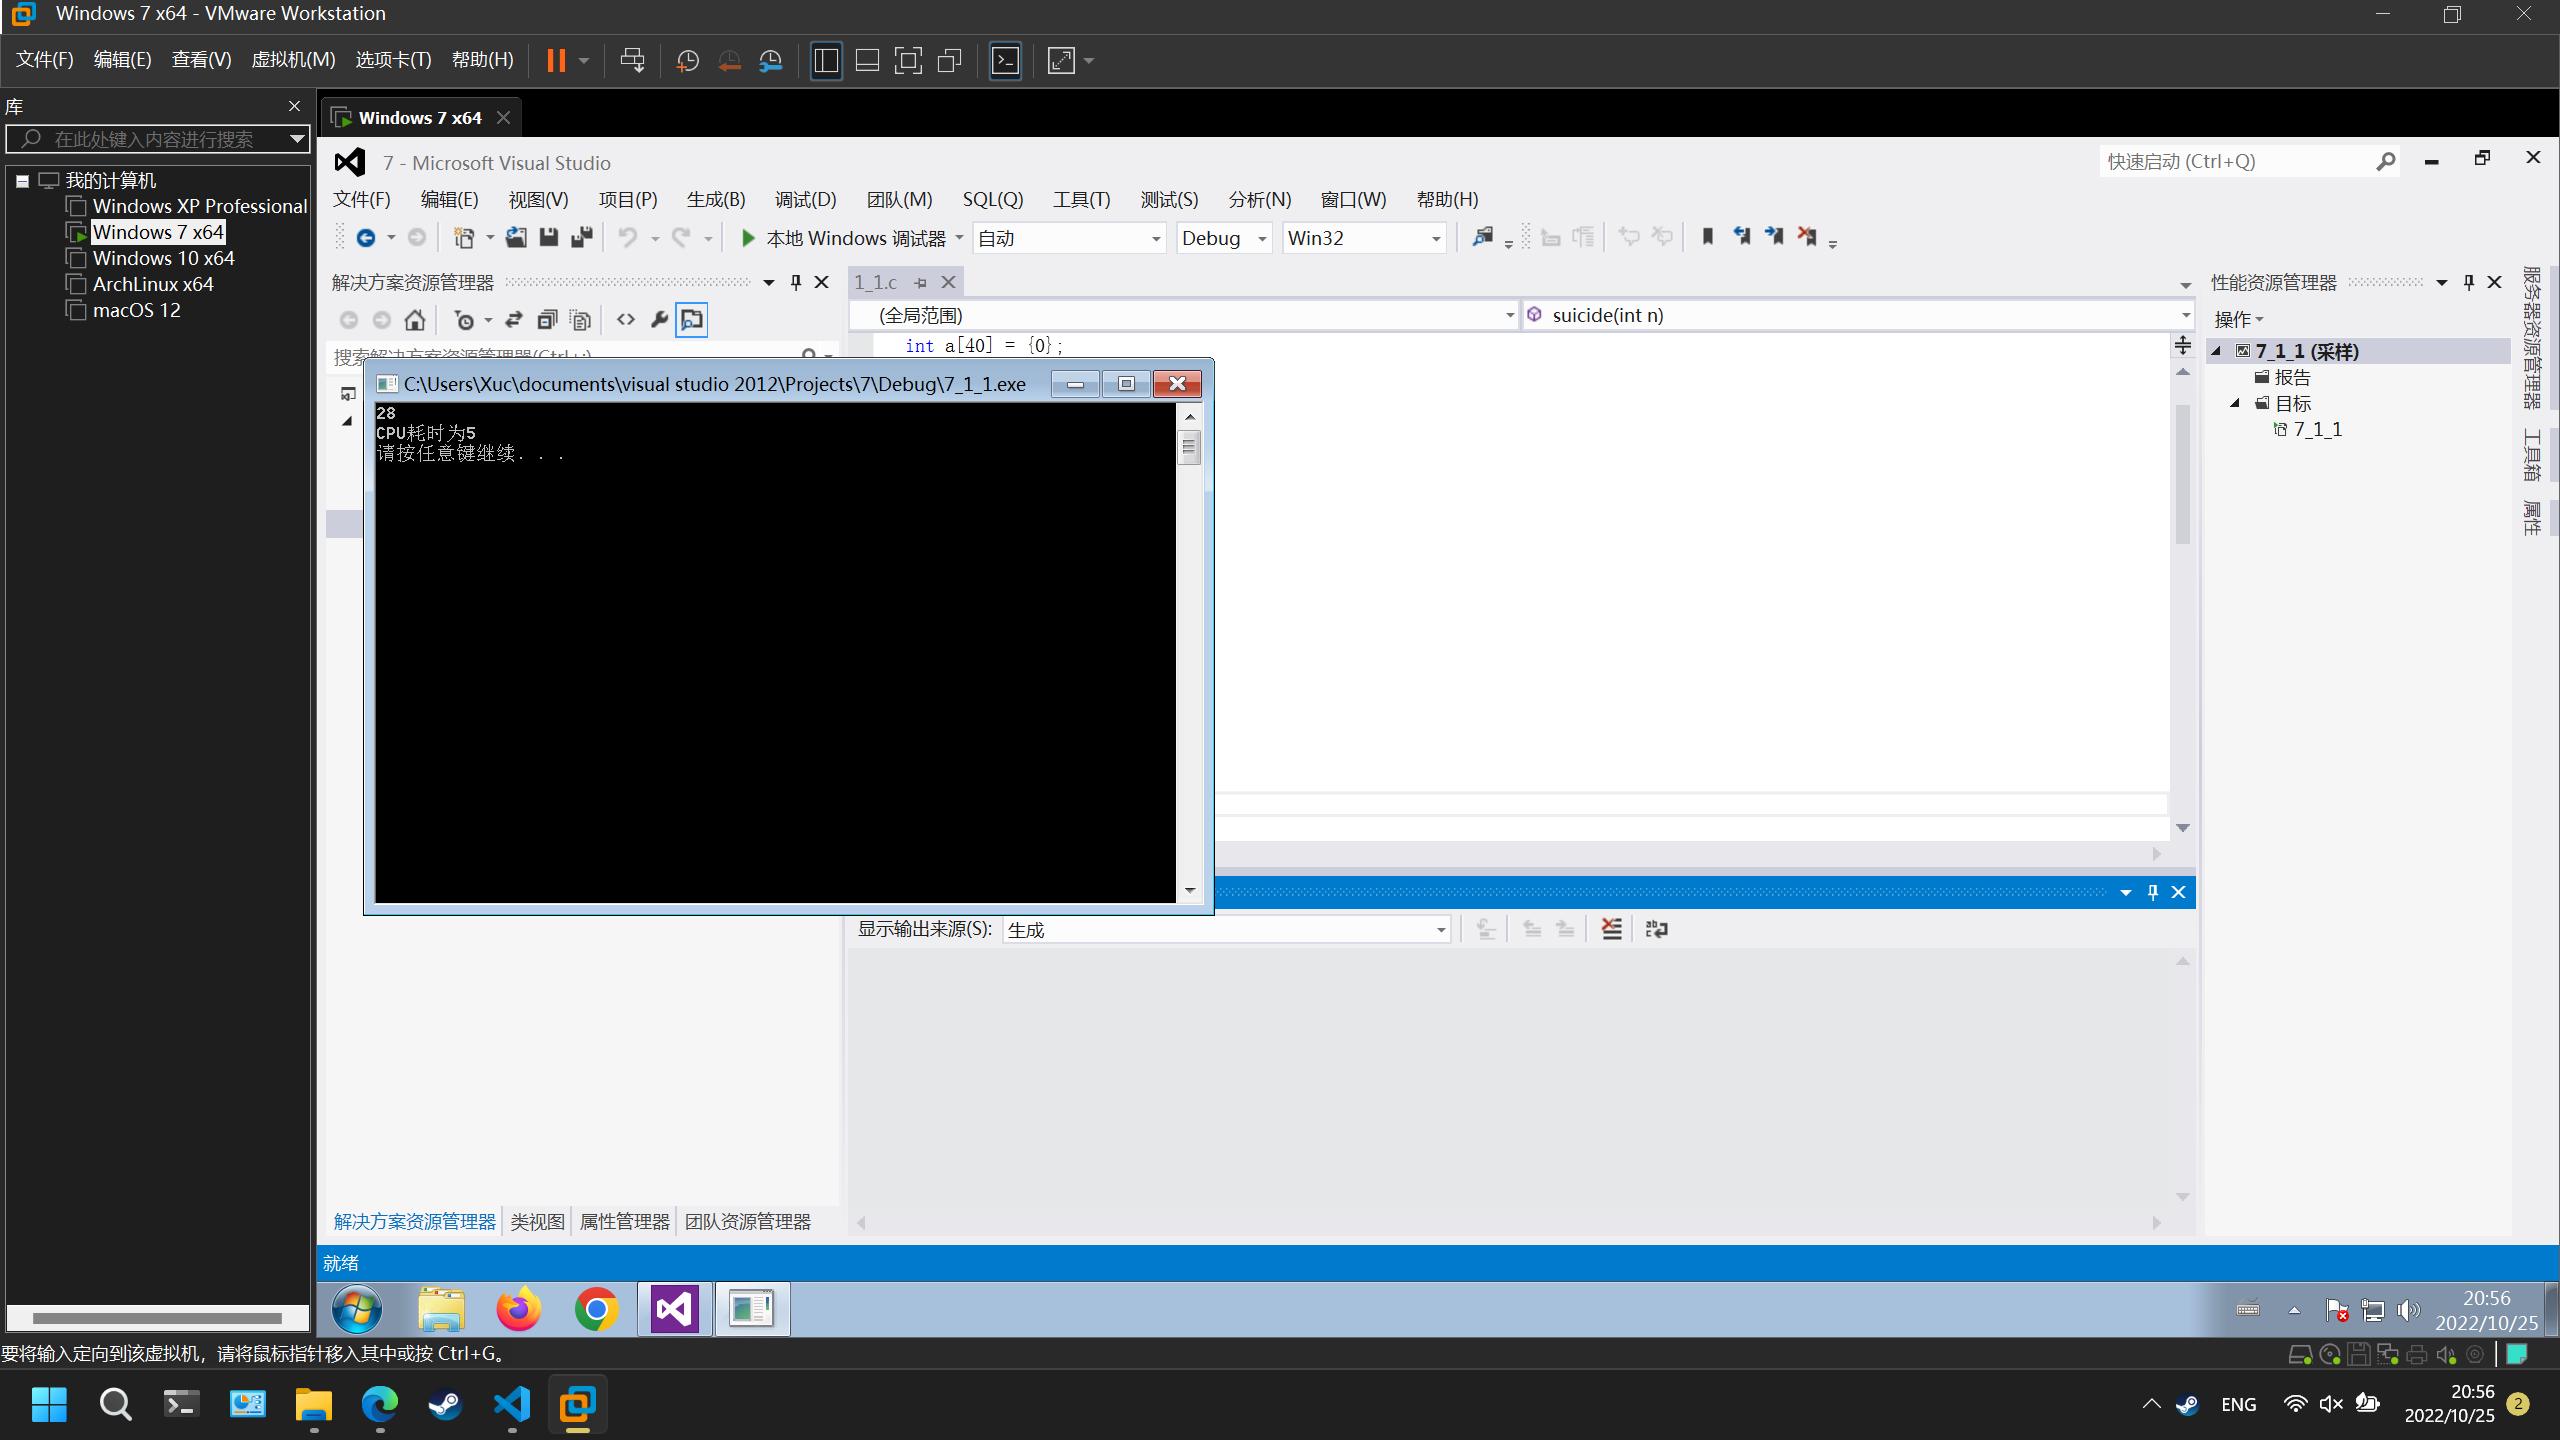 Windows 7 x64 - VMware Workstation
文件(F) 编辑(E) 查看(V) 虚拟机(M) 选项卡(T) 帮助(H)
库
在此处键入内容进行搜索
我的计算机
Windows XP Professional
Windows 7 x64
Windows 10 x64
ArchLinux x64
macOS 12
Windows 7 x64
7 - Microsoft Visual Studio
快速启动 (Ctrl+Q)
文件(F) 编辑(E) 视图(V) 项目(P) 生成(B) 调试(D) 团队(M) SQL(Q) 工具(T) 测试(S) 分析(N) 窗口(W) 帮助(H)
本地 Windows 调试器 自动 Debug Win32
解决方案资源管理器
搜索解决方案资源管理器(Ctrl+;)
1_1.c
(全局范围) suicide(int n)
int a[40] = {0};
C:\Users\Xuc\documents\visual studio 2012\Projects\7\Debug\7_1_1.exe
28
CPU耗时为5
请按任意键继续. . .
性能资源管理器
操作
7_1_1 (采样)
报告
目标
7_1_1
服务器资源管理器
工具箱
属性
显示输出来源(S): 生成
解决方案资源管理器 类视图 属性管理器 团队资源管理器
就绪
20:56
2022/10/25
要将输入定向到该虚拟机，请将鼠标指针移入其中或按 Ctrl+G。
ENG
20:56
2022/10/25
2